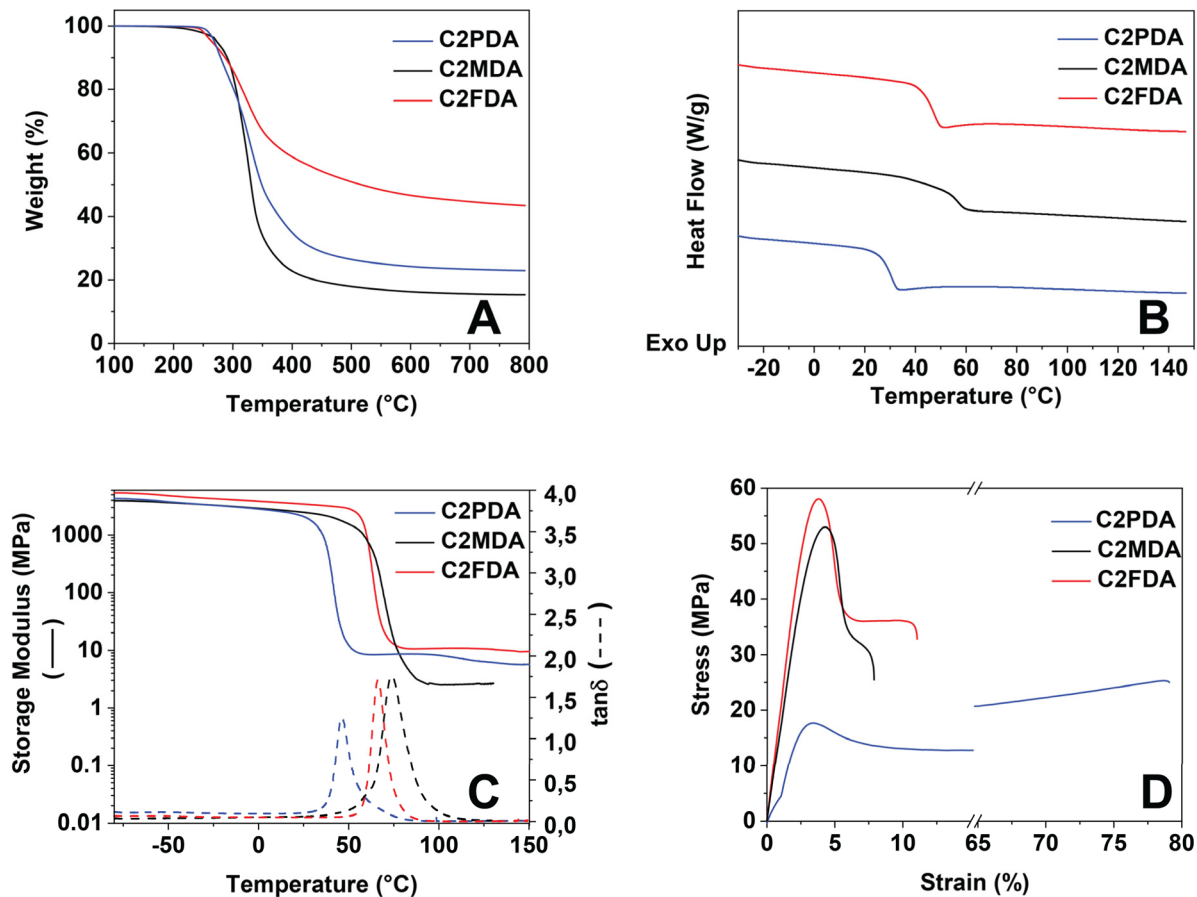 100
80
60
40
20
0
Weight (%)
C2PDA
C2MDA
C2FDA
A
100 200 300 400 500 600 700 800
Temperature (°C)
Heat Flow (W/g)
C2PDA
C2MDA
C2FDA
B
Exo Up
-20 0 20 40 60 80 100 120 140
Temperature (°C)
Storage Modulus (MPa)
(—)
1000
100
10
1
0.1
0.01
C2PDA
C2MDA
C2FDA
4,0
3,5
3,0
2,5
2,0
1,5
1,0
0,5
0,0
tanδ (---)
C
-50 0 50 100 150
Temperature (°C)
Stress (MPa)
60
50
40
30
20
10
0
C2PDA
C2MDA
C2FDA
D
0 5 10 65 70 75 80
Strain (%)